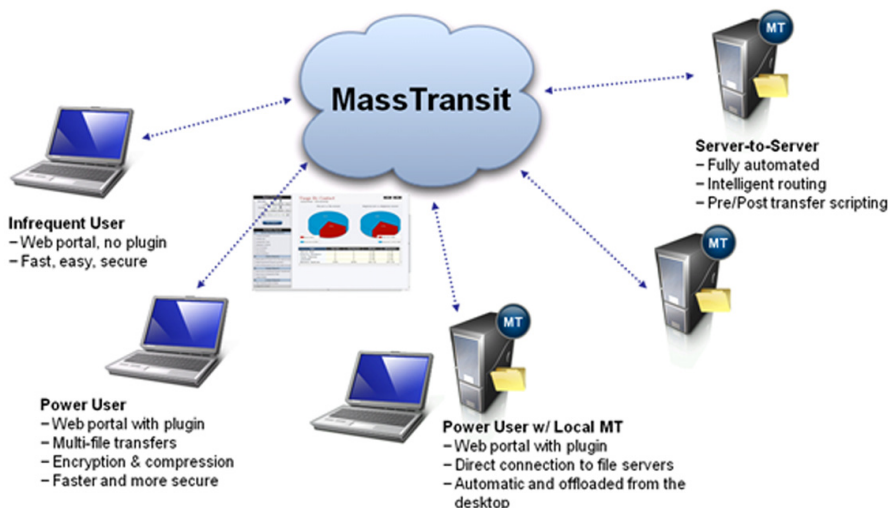 MassTransit
MT
Server-to-Server
– Fully automated
– Intelligent routing
– Pre/Post transfer scripting
Infrequent User
– Web portal, no plugin
– Fast, easy, secure
MT
MT
Power User
– Web portal with plugin
– Multi-file transfers
– Encryption & compression
– Faster and more secure
Power User w/ Local MT
– Web portal with plugin
– Direct connection to file servers
– Automatic and offloaded from the
desktop